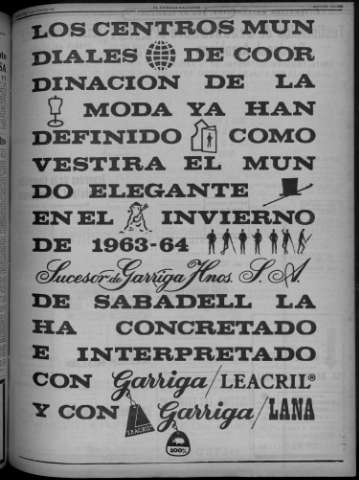 LOS CENTROS MUN
DIALES DE COOR
DINACION DE LA
MODA YA HAN
DEFINIDO COMO
VESTIRA EL MUN
DO ELEGANTE
EN EL INVIERNO
DE 1963-64
Sucesor de Garriga Hnos. S.A.
DE SABADELL LA
HA CONCRETADO
E INTERPRETADO
CON Garriga/LEACRIL®
Y CON Garriga/LANA
LEACRIL
100%